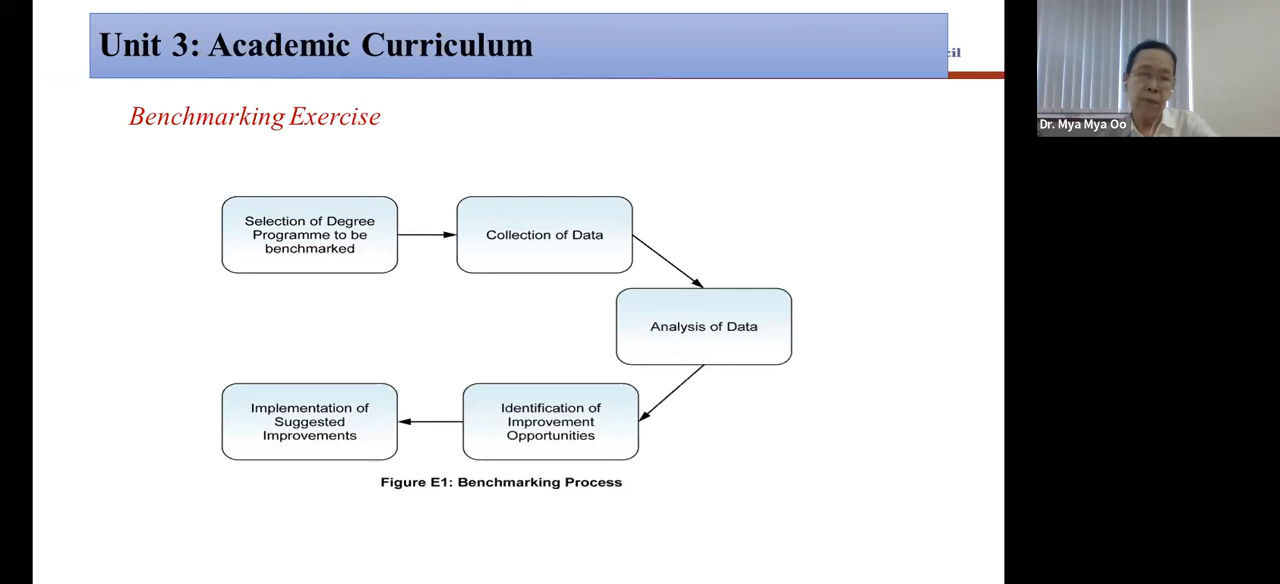 Unit 3: Academic Curriculum
Benchmarking Exercise
Selection of Degree
Programme to be
benchmarked
Collection of Data
Analysis of Data
Identification of
Improvement
Opportunities
Implementation of
Suggested
Improvements
Figure E1: Benchmarking Process
Dr. Mya Mya Oo